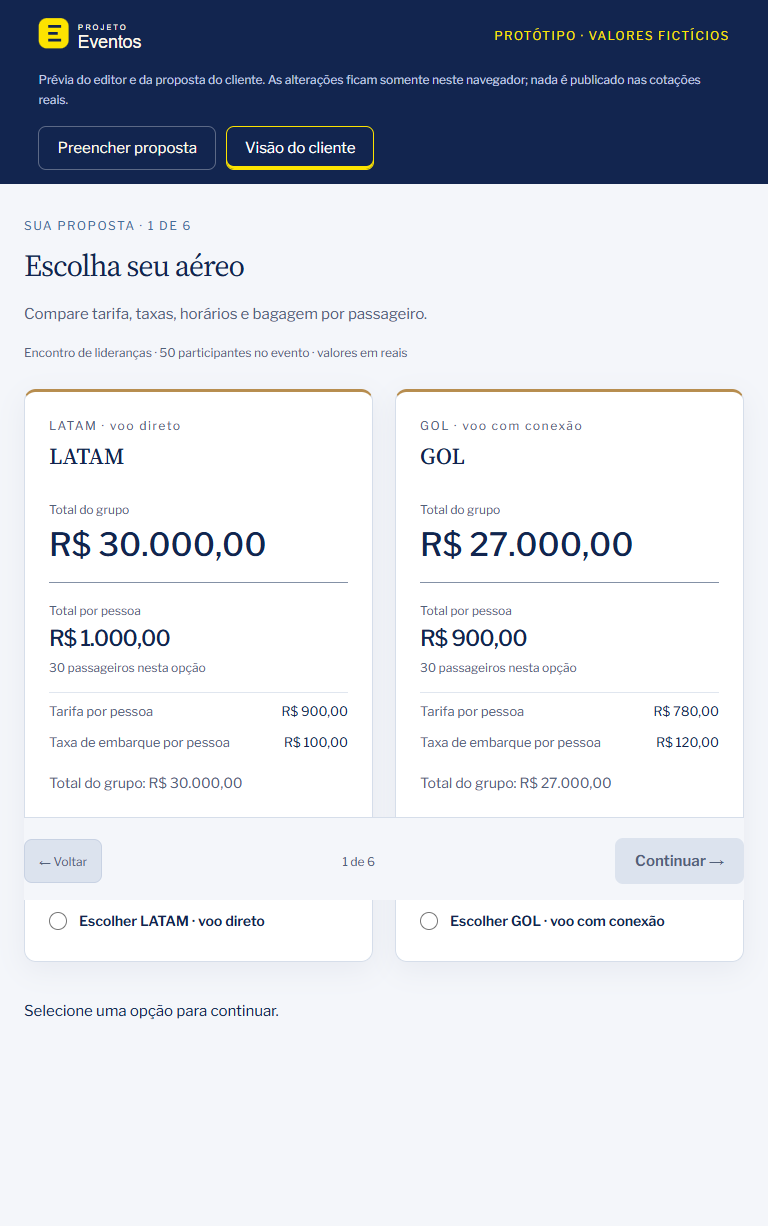 PROJETO
Eventos
PROTÓTIPO · VALORES FICTÍCIOS
Prévia do editor e da proposta do cliente. As alterações ficam somente neste navegador; nada é publicado nas cotações
reais.
Preencher proposta
Visão do cliente
SUA PROPOSTA · 1 DE 6
Escolha seu aéreo
Compare tarifa, taxas, horários e bagagem por passageiro.
Encontro de lideranças · 50 participantes no evento · valores em reais
LATAM · voo direto
LATAM
Total do grupo
R$ 30.000,00
Total por pessoa
R$ 1.000,00
30 passageiros nesta opção
Tarifa por pessoa R$ 900,00
Taxa de embarque por pessoa R$ 100,00
Total do grupo: R$ 30.000,00
GOL · voo com conexão
GOL
Total do grupo
R$ 27.000,00
Total por pessoa
R$ 900,00
30 passageiros nesta opção
Tarifa por pessoa R$ 780,00
Taxa de embarque por pessoa R$ 120,00
Total do grupo: R$ 27.000,00
← Voltar
1 de 6
Continuar →
Escolher LATAM · voo direto
Escolher GOL · voo com conexão
Selecione uma opção para continuar.